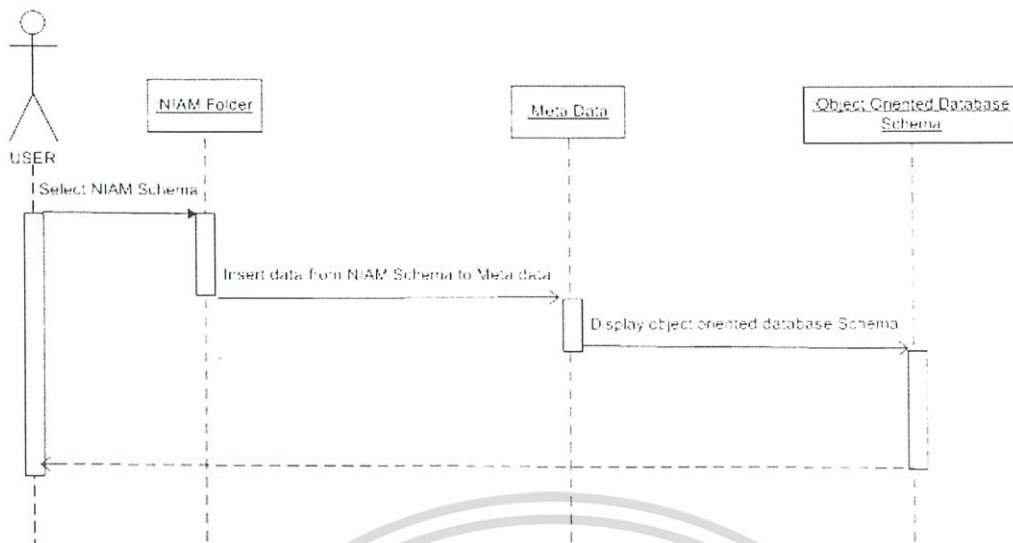 NIAM Folder
Meta Data
Object Oriented Database
Schema
USER
Select NIAM Schema
Insert data from NIAM Schema to Meta data
Display object oriented database Schema